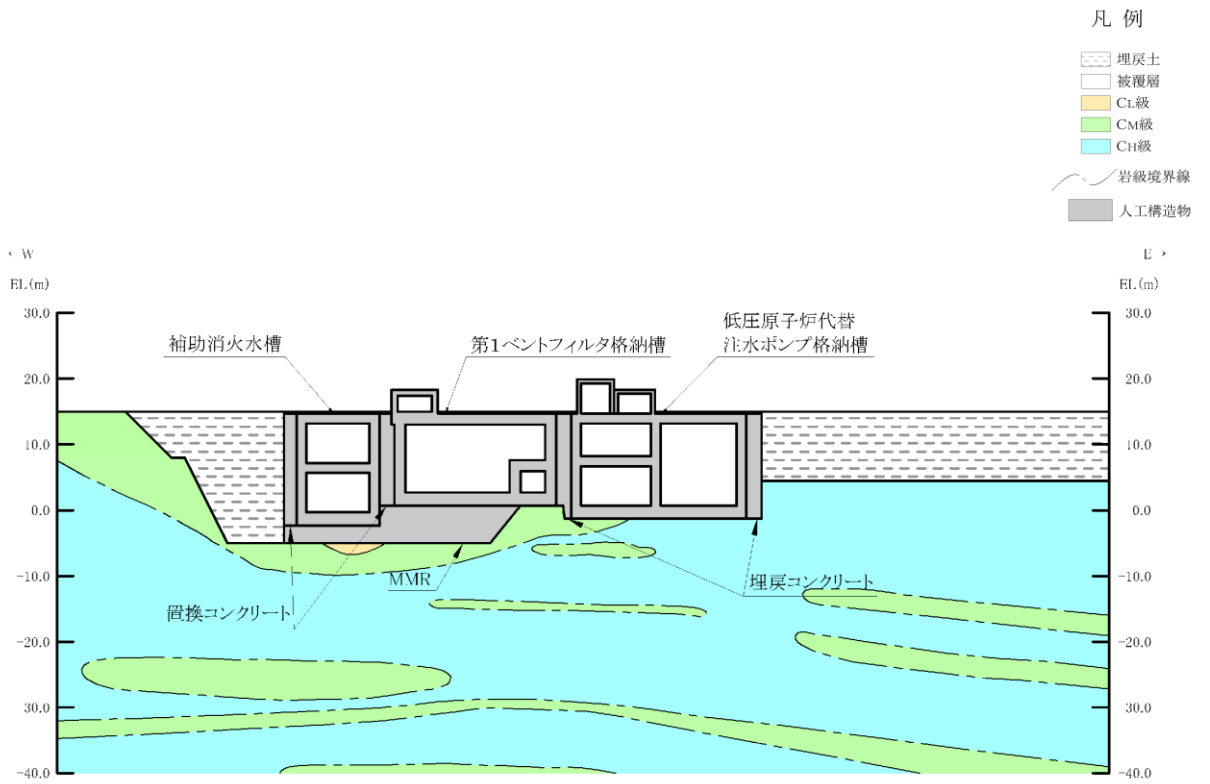 凡 例
埋戻土
被覆層
CL級
CM級
CH級
岩級境界線
人工構造物
W
E
EL(m)
EL(m)
30.0
20.0
10.0
0.0
-10.0
-20.0
30.0
-40.0
30.0
20.0
10.0
0.0
-10.0
-20.0
30.0
-40.0
補助消火水槽
第1ベントフィルタ格納槽
低圧原子炉代替
注水ポンプ格納槽
MMR
置換コンクリート
埋戻コンクリート